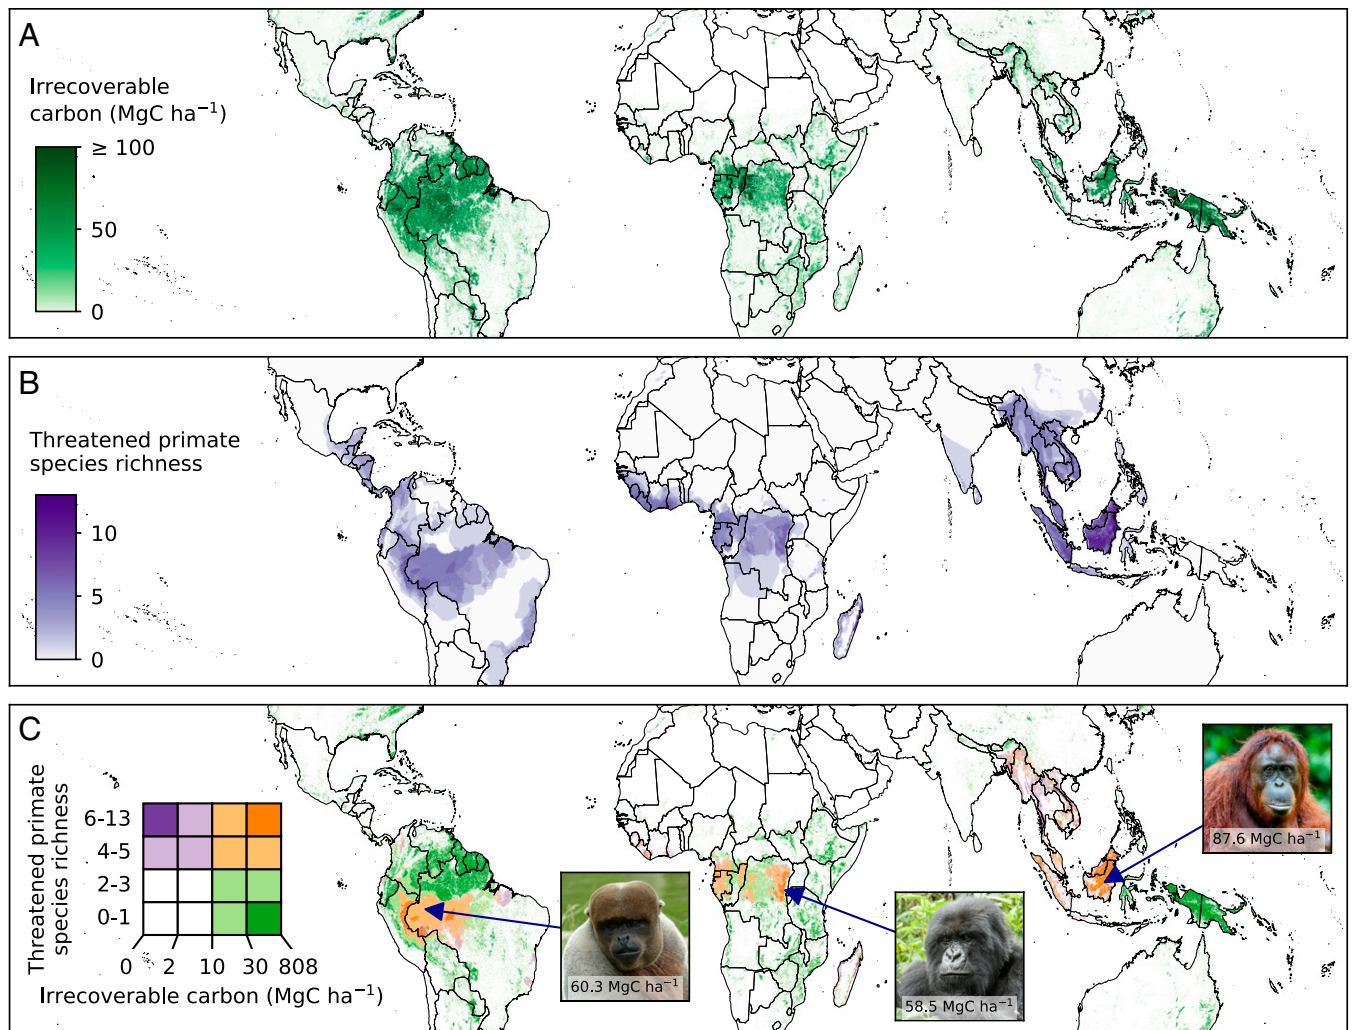 A
Irrecoverable
carbon (MgC ha⁻¹)
≥ 100
50
0
B
Threatened primate
species richness
10
5
0
C
Threatened primate
species richness
6-13
4-5
2-3
0-1
0 2 10 30 808
Irrecoverable carbon (MgC ha⁻¹)
60.3 MgC ha⁻¹
58.5 MgC ha⁻¹
87.6 MgC ha⁻¹